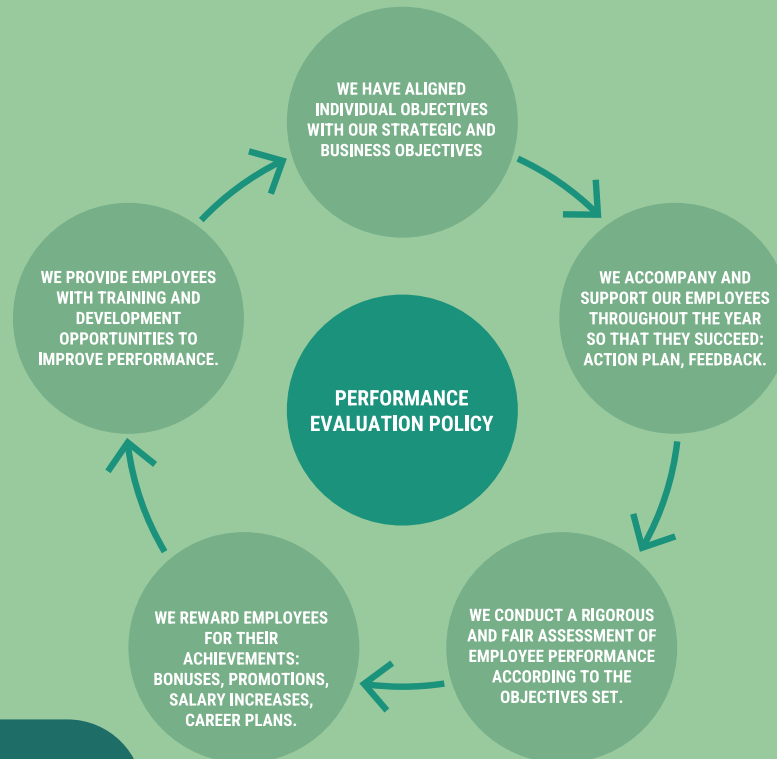 WE HAVE ALIGNED
INDIVIDUAL OBJECTIVES
WITH OUR STRATEGIC AND
BUSINESS OBJECTIVES
WE ACCOMPANY AND
SUPPORT OUR EMPLOYEES
THROUGHOUT THE YEAR
SO THAT THEY SUCCEED:
ACTION PLAN, FEEDBACK.
WE CONDUCT A RIGOROUS
AND FAIR ASSESSMENT OF
EMPLOYEE PERFORMANCE
ACCORDING TO THE
OBJECTIVES SET.
WE REWARD EMPLOYEES
FOR THEIR
ACHIEVEMENTS:
BONUSES, PROMOTIONS,
SALARY INCREASES,
CAREER PLANS.
WE PROVIDE EMPLOYEES
WITH TRAINING AND
DEVELOPMENT
OPPORTUNITIES TO
IMPROVE PERFORMANCE.
PERFORMANCE
EVALUATION POLICY